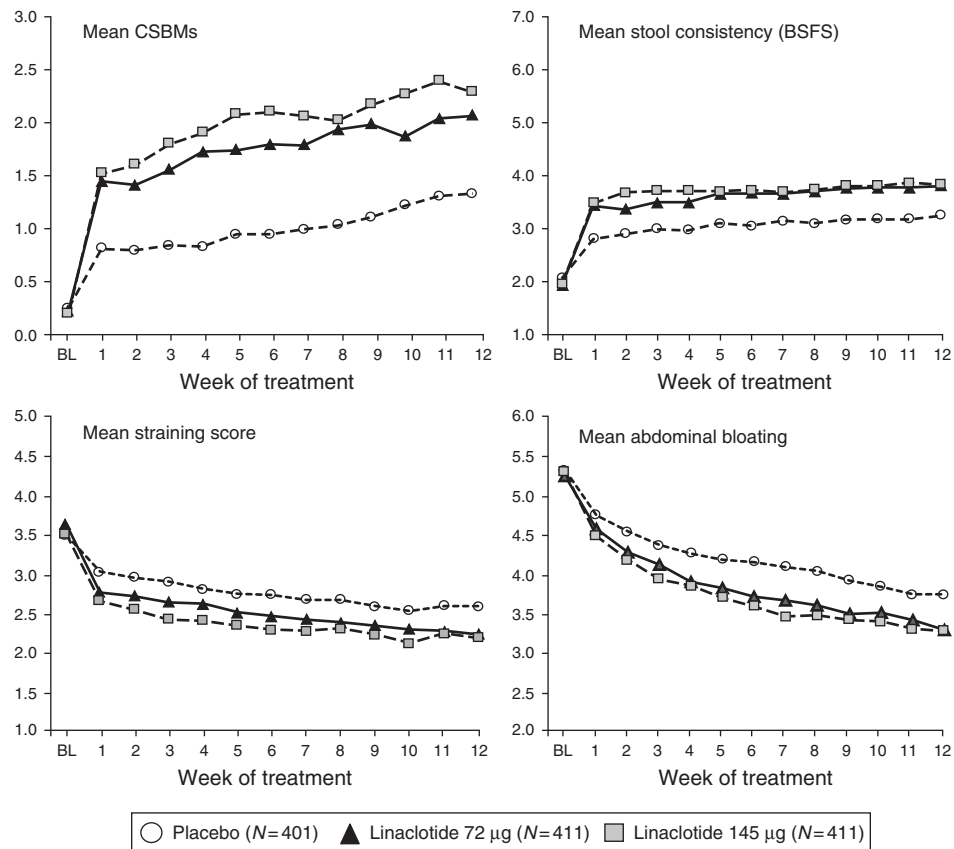 Mean CSBMs
3.0
2.5
2.0
1.5
1.0
0.5
0.0
BL 1 2 3 4 5 6 7 8 9 10 11 12
Week of treatment
Mean stool consistency (BSFS)
7.0
6.0
5.0
4.0
3.0
2.0
1.0
BL 1 2 3 4 5 6 7 8 9 10 11 12
Week of treatment
Mean straining score
5.0
4.5
4.0
3.5
3.0
2.5
2.0
1.5
1.0
BL 1 2 3 4 5 6 7 8 9 10 11 12
Week of treatment
Mean abdominal bloating
6.0
5.5
5.0
4.5
4.0
3.5
3.0
2.5
2.0
BL 1 2 3 4 5 6 7 8 9 10 11 12
Week of treatment
Placebo (N=401) Linaclotide 72 μg (N=411) Linaclotide 145 μg (N=411)